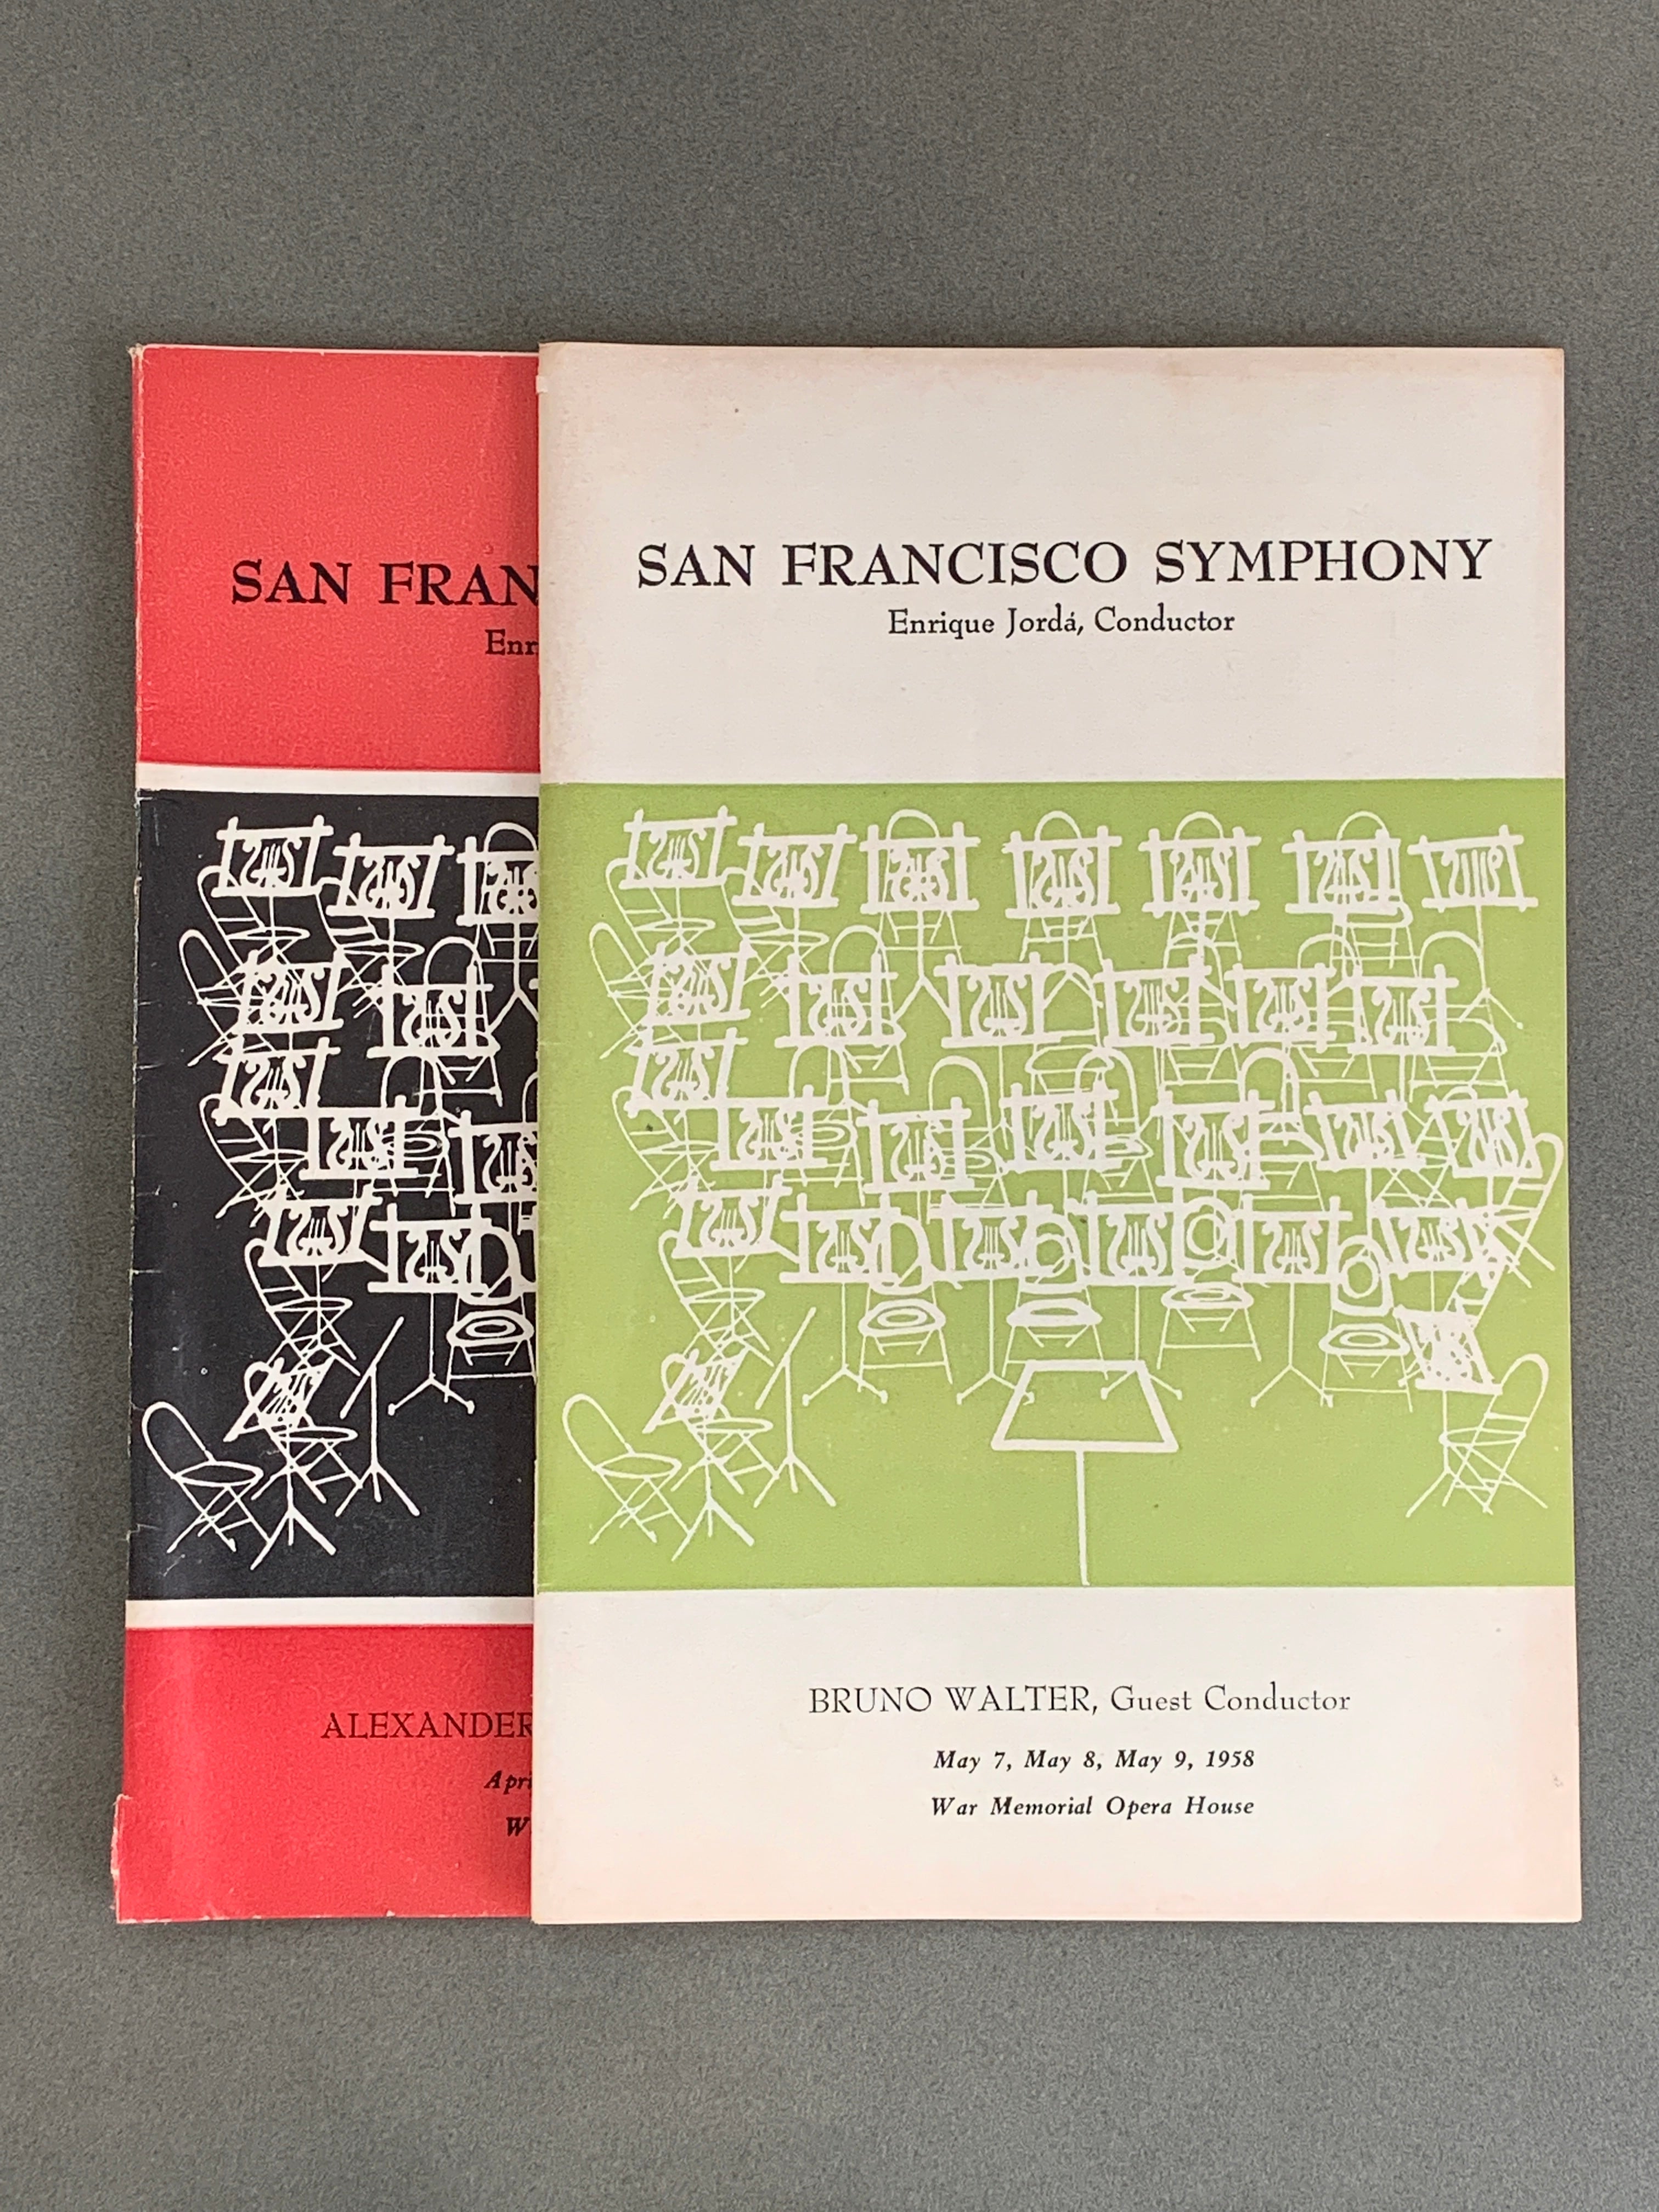 SAN FRAN
Enr
ALEXANDER
Apri
W
SAN FRANCISCO SYMPHONY
Enrique Jordá, Conductor
BRUNO WALTER, Guest Conductor
May 7, May 8, May 9, 1958
War Memorial Opera House